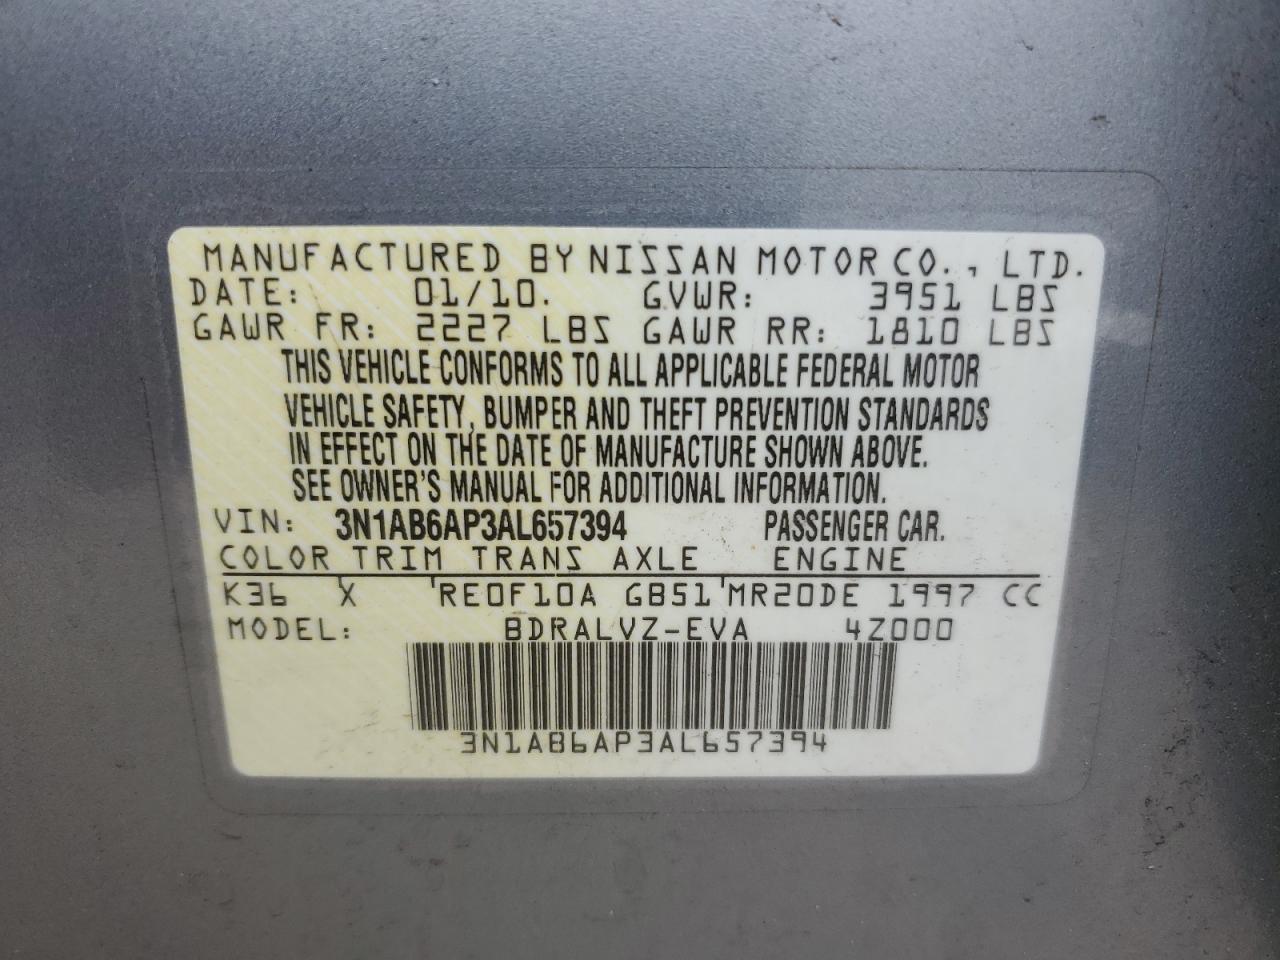 MANUFACTURED BY NISSAN MOTOR CO., LTD.
DATE: 01/10. GVWR: 3951 LBS
GAWR FR: 2227 LBS GAWR RR: 1810 LBS
THIS VEHICLE CONFORMS TO ALL APPLICABLE FEDERAL MOTOR
VEHICLE SAFETY, BUMPER AND THEFT PREVENTION STANDARDS
IN EFFECT ON THE DATE OF MANUFACTURE SHOWN ABOVE.
SEE OWNER'S MANUAL FOR ADDITIONAL INFORMATION.
VIN: 3N1AB6AP3AL657394 PASSENGER CAR.
COLOR TRIM TRANS AXLE ENGINE
K36 X 'RE0F10A GB51'MR20DE 1997 CC
MODEL: BDRALVZ-EVA 4Z000
3N1AB6AP3AL657394